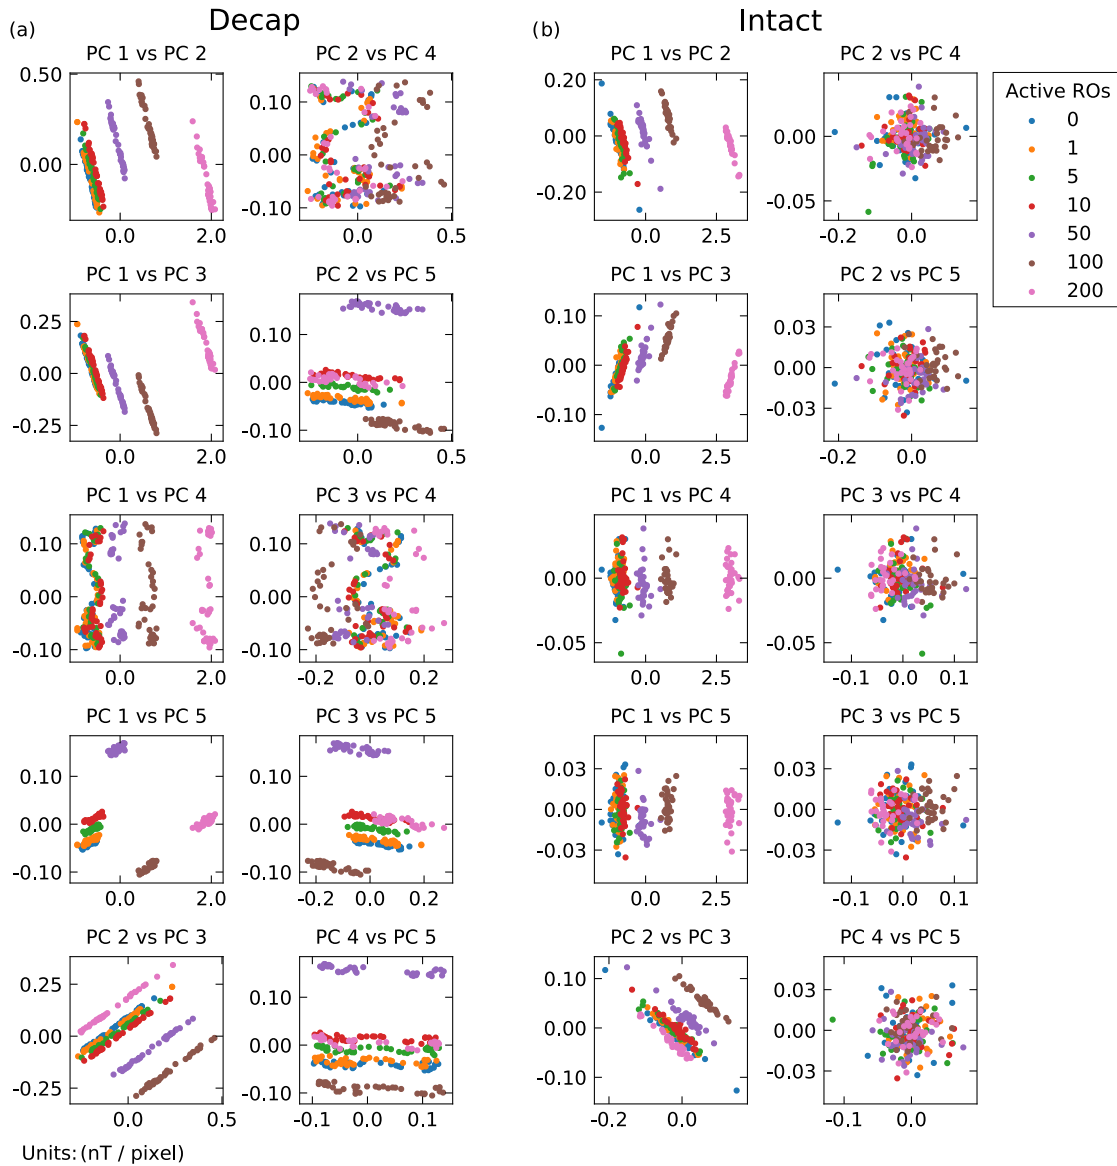 (a) Decap (b) Intact
PC 1 vs PC 2 PC 2 vs PC 4 PC 1 vs PC 2 PC 2 vs PC 4
0.50 0.10 0.20 Active ROs
0.05 0
0.00 0.00 0.00 0.00 1
5
-0.10 -0.20 10
-0.05 50
0.0 2.0 0.0 0.5 0.0 2.5 -0.2 0.0 100
200
PC 1 vs PC 3 PC 2 vs PC 5 PC 1 vs PC 3 PC 2 vs PC 5
0.25 0.10 0.10 0.03
0.00 0.00 0.00 0.00
-0.25 -0.10 -0.10 -0.03
0.0 2.0 0.0 0.5 0.0 2.5 -0.2 0.0
PC 1 vs PC 4 PC 3 vs PC 4 PC 1 vs PC 4 PC 3 vs PC 4
0.10 0.10
0.00 0.00 0.00 0.00
-0.10 -0.10 -0.05 -0.05
0.0 2.0 -0.2 0.0 0.2 0.0 2.5 -0.1 0.0 0.1
PC 1 vs PC 5 PC 3 vs PC 5 PC 1 vs PC 5 PC 3 vs PC 5
0.10 0.10 0.03 0.03
0.00 0.00 0.00 0.00
-0.10 -0.10 -0.03 -0.03
0.0 2.0 -0.2 0.0 0.2 0.0 2.5 -0.1 0.0 0.1
PC 2 vs PC 3 PC 4 vs PC 5 PC 2 vs PC 3 PC 4 vs PC 5
0.25 0.10 0.10 0.03
0.00 0.00 0.00 0.00
-0.25 -0.10 -0.10 -0.03
0.0 0.5 -0.1 0.0 0.1 -0.2 0.0 -0.1 0.0
Units: (nT / pixel)